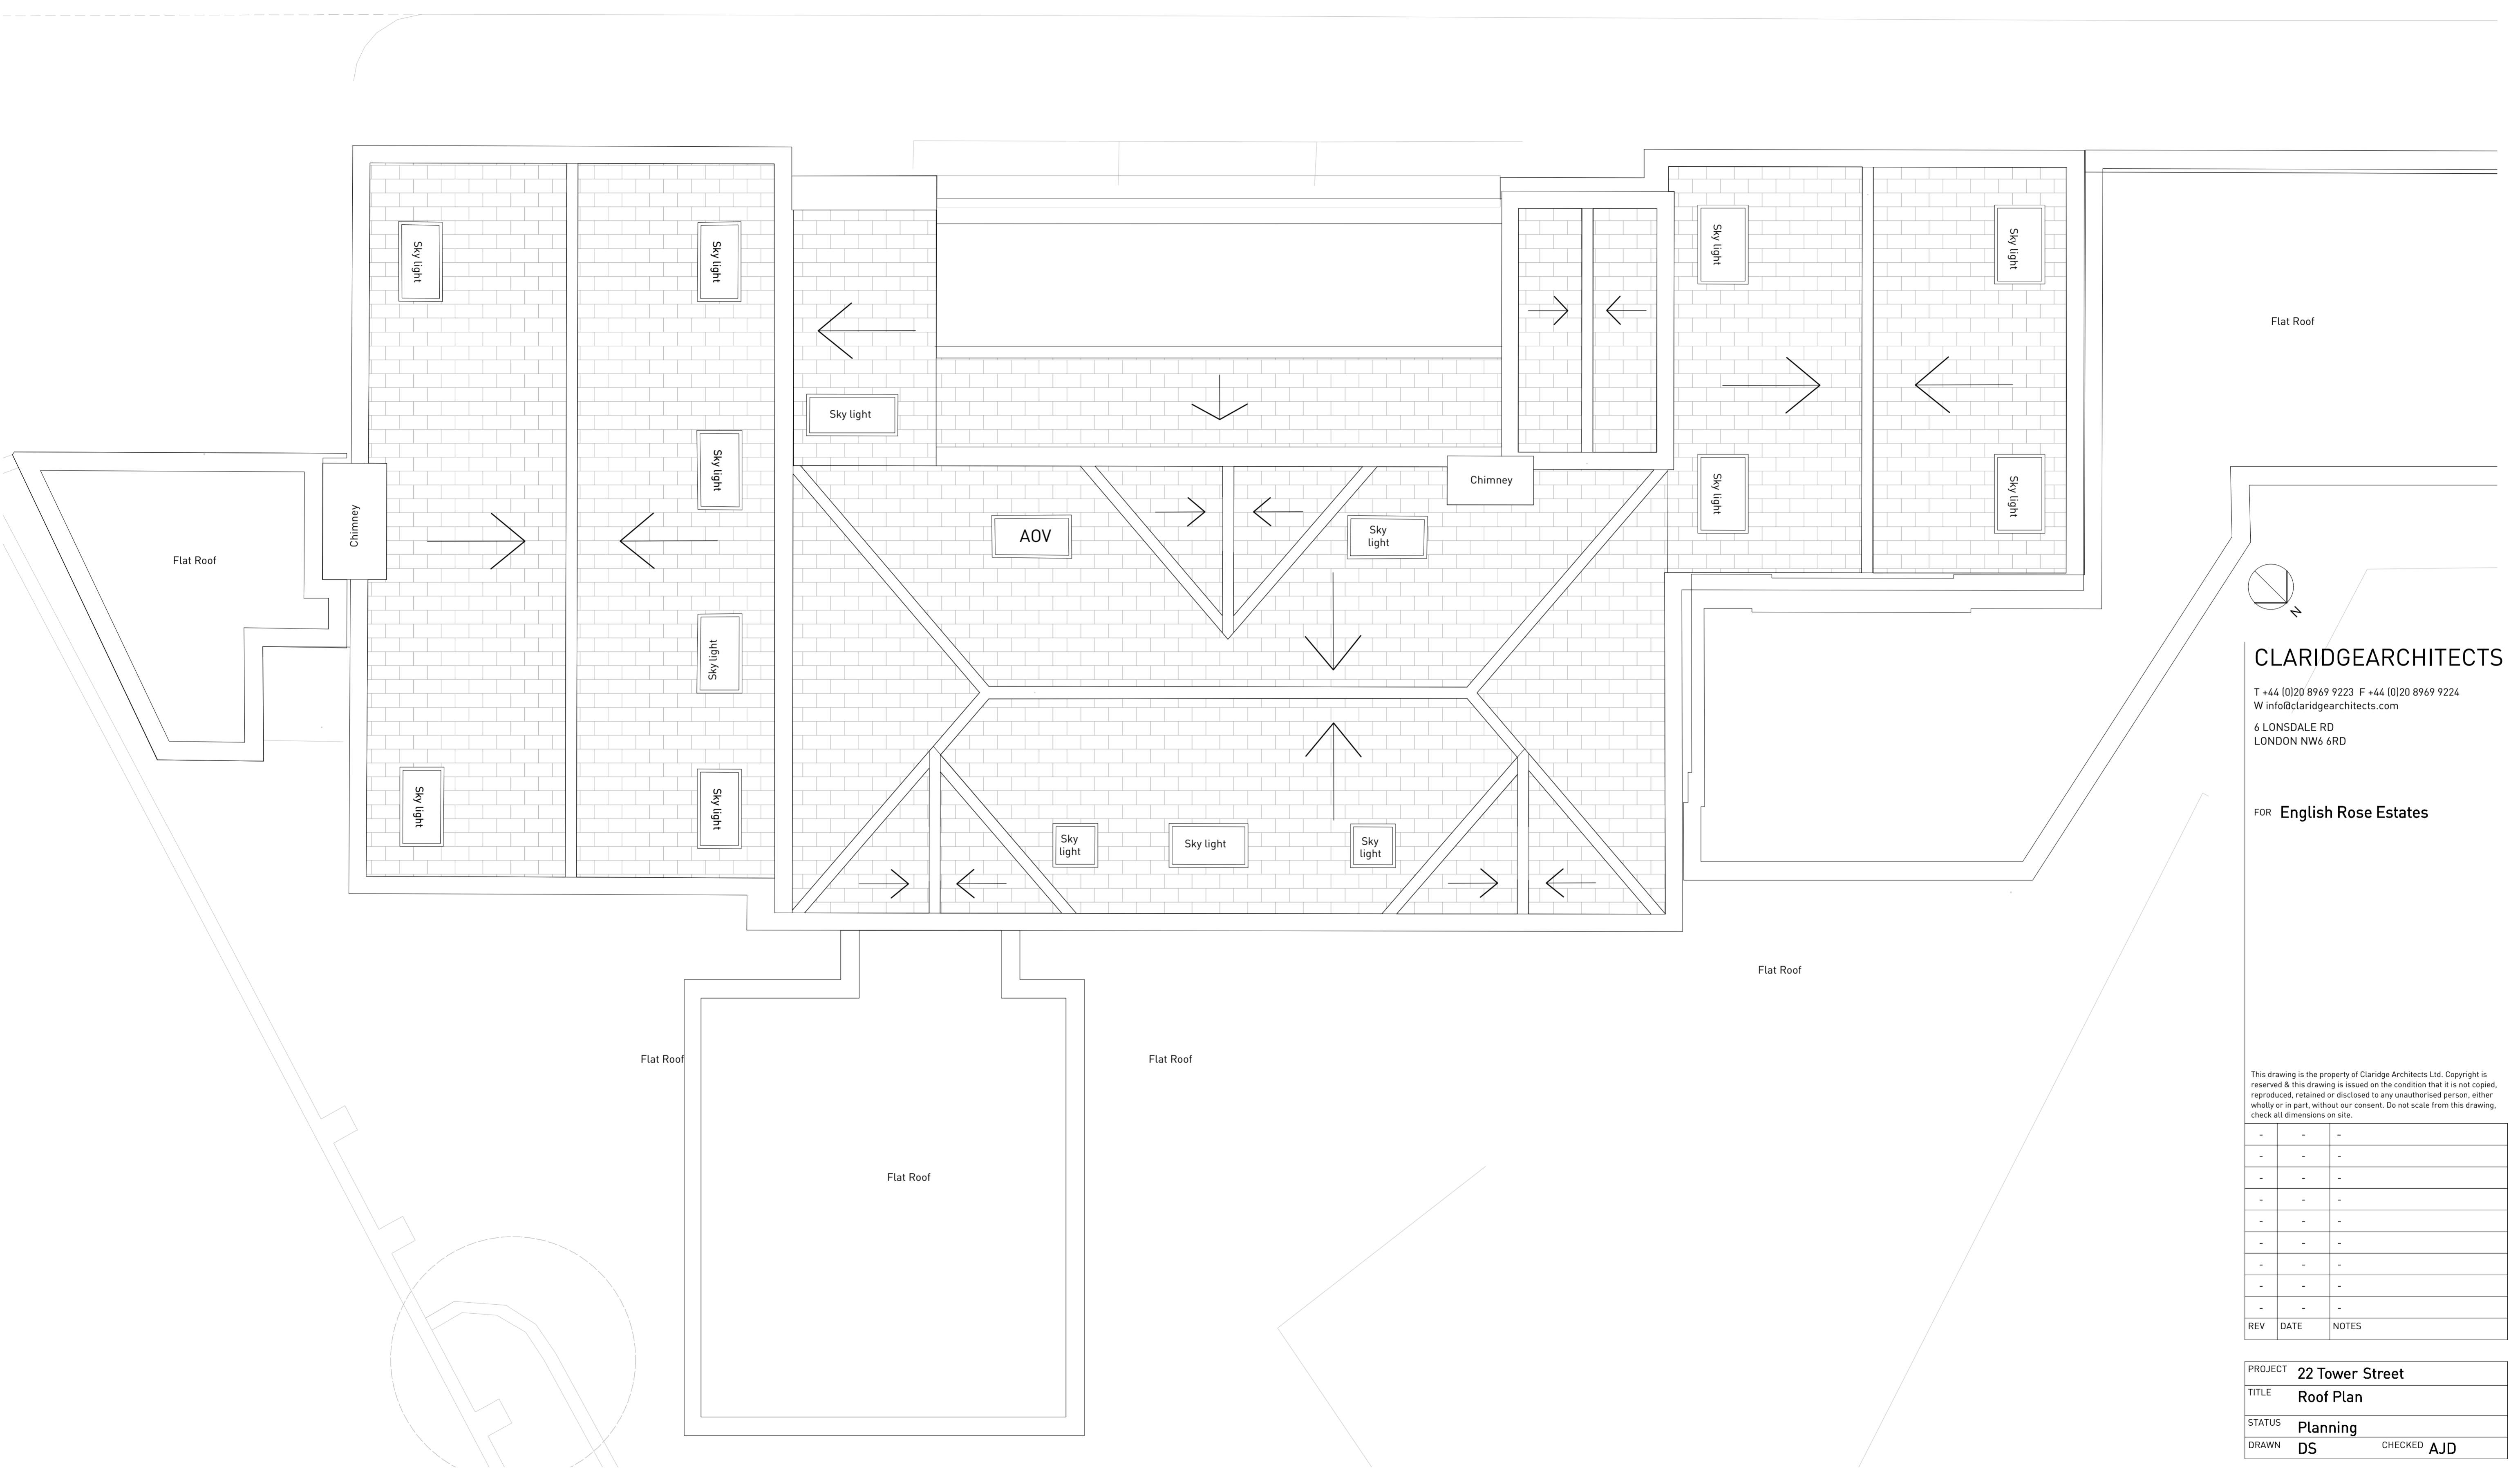 Sky light
Sky light
Sky light
Sky light
Flat Roof
Sky light
Sky light
Chimney
Sky light
Sky light
Chimney
AOV
Sky
light
Flat Roof
N
Sky light
CLARIDGEARCHITECTS
T +44 (0)20 8969 9223 F +44 (0)20 8969 9224
W info@claridgearchitects.com
6 LONSDALE RD
LONDON NW6 6RD
Sky light
Sky light
FOR English Rose Estates
Sky
light
Sky light
Sky
light
Flat Roof
Flat Roof
Flat Roof
Flat Roof
This drawing is the property of Claridge Architects Ltd. Copyright is
reserved & this drawing is issued on the condition that it is not copied,
reproduced, retained or disclosed to any unauthorised person, either
wholly or in part, without our consent. Do not scale from this drawing,
check all dimensions on site.
- - -
- - -
- - -
- - -
- - -
- - -
- - -
- - -
- - -
REV DATE NOTES
PROJECT 22 Tower Street
TITLE Roof Plan
STATUS Planning
DRAWN DS CHECKED AJD